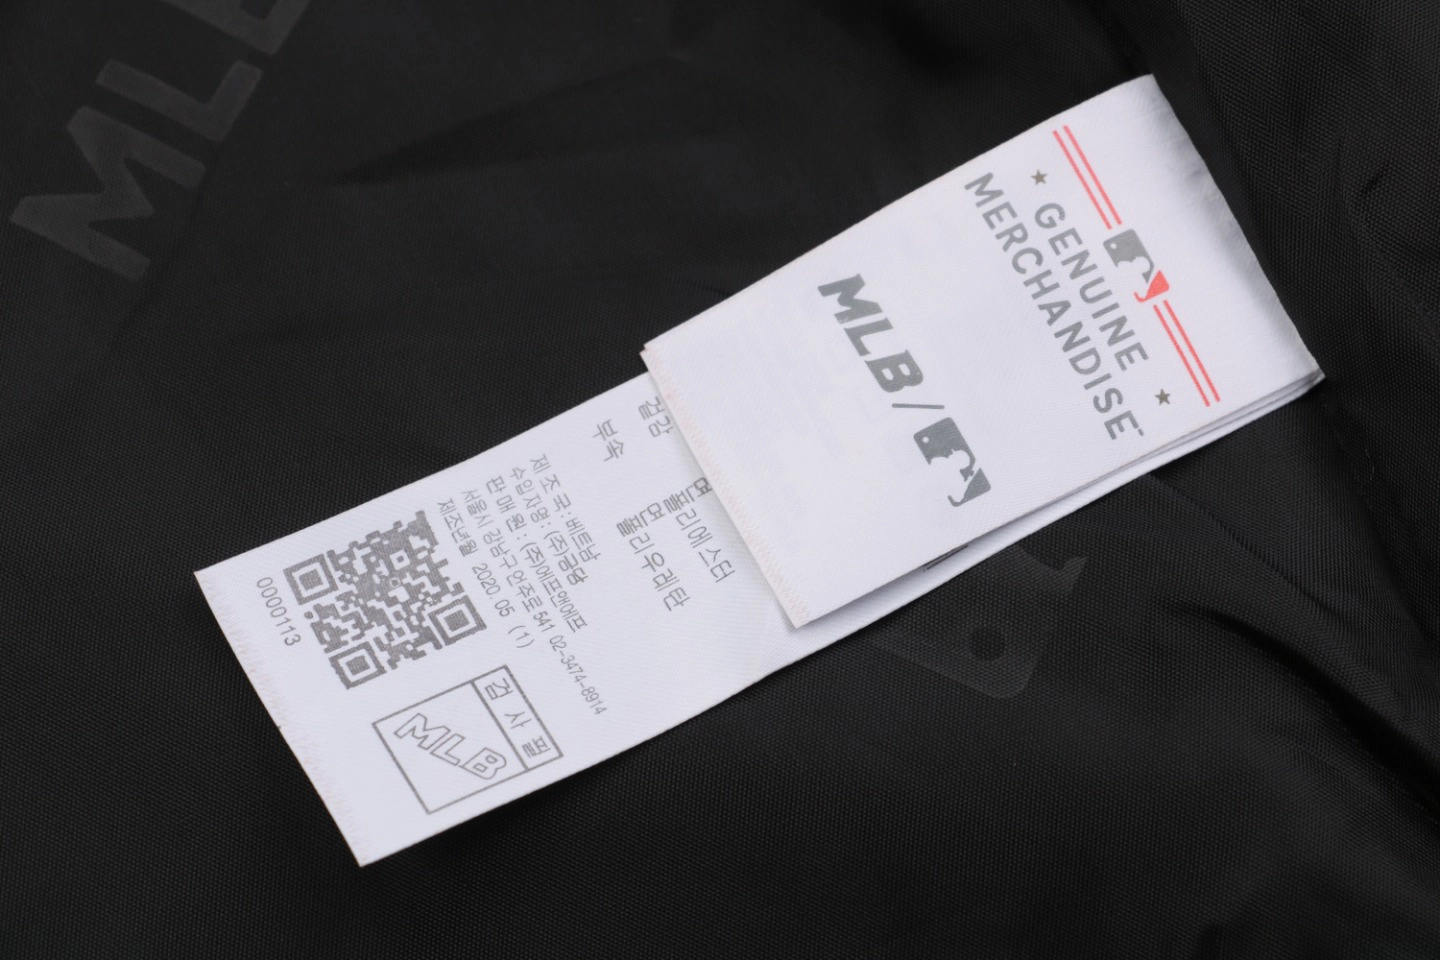 MLB
GENUINE
MERCHANDISE
MLB/
겉감
면
폴리에스터
부속
면
폴리우레탄
제조국:베트남
수입자명:(주)금당
판매원:(주)에프앤에프
서울시 강남구 언주로 541 02-3474-8914
제조년월 2020.05 (1)
0000113
검사필
MLB